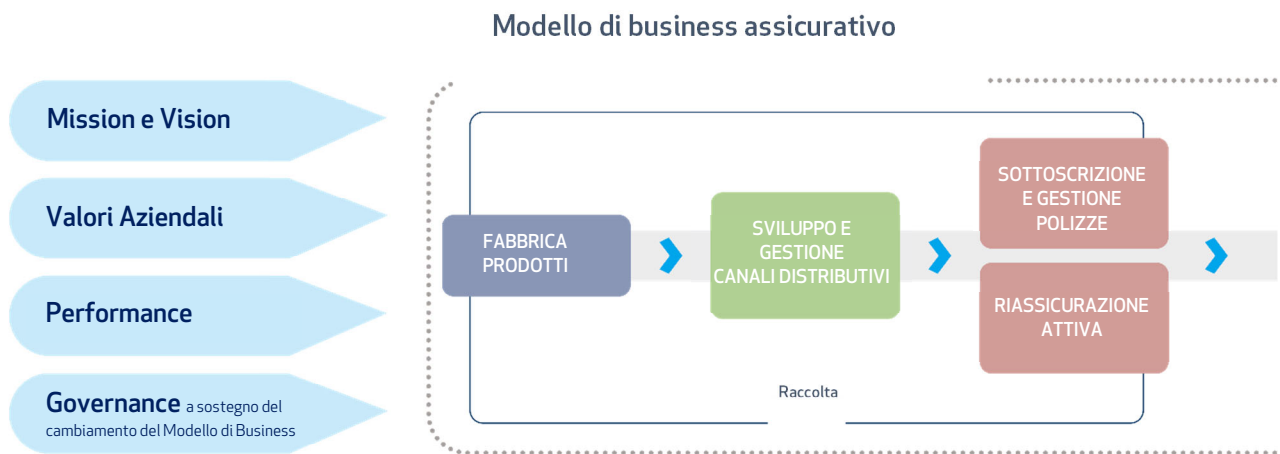 Modello di business assicurativo
Mission e Vision
Valori Aziendali
Performance
Governance a sostegno del
cambiamento del Modello di Business
FABBRICA
PRODOTTI
SVILUPPO E
GESTIONE
CANALI DISTRIBUTIVI
SOTTOSCRIZIONE
E GESTIONE
POLIZZE
RIASSICURAZIONE
ATTIVA
Raccolta